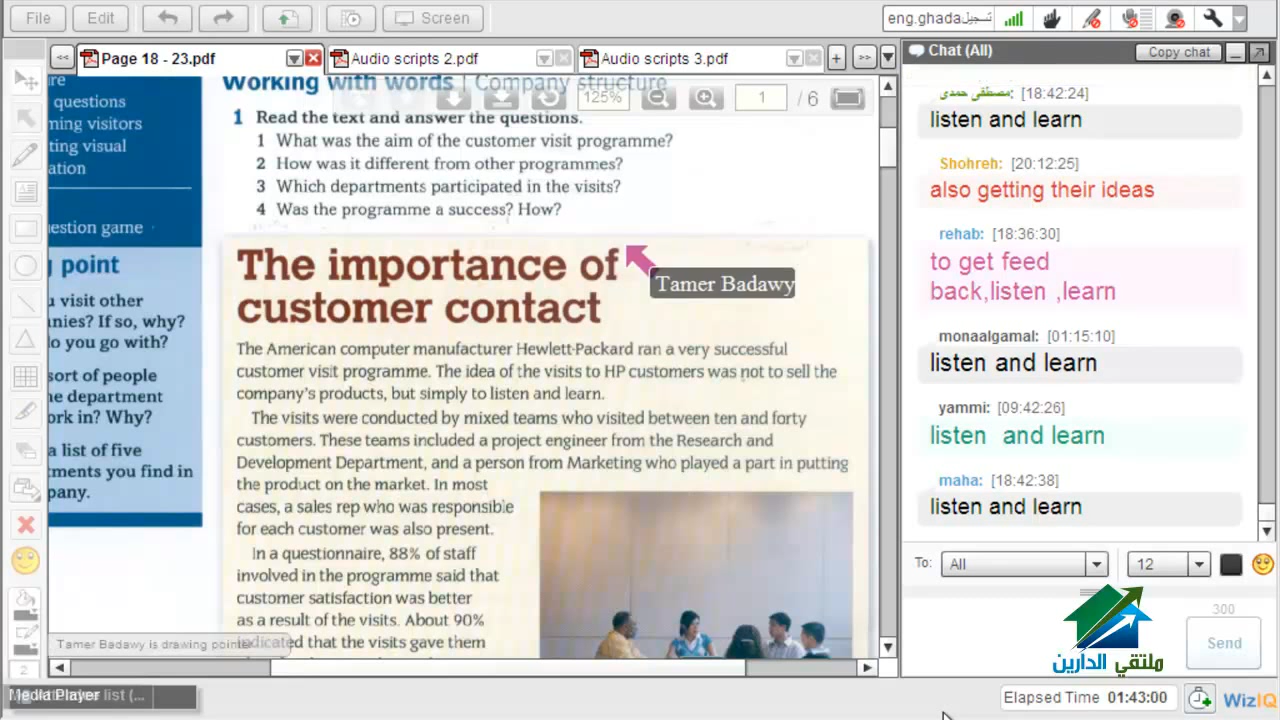 File
Edit
Screen
eng.ghada
Page 18 - 23.pdf
Audio scripts 2.pdf
Audio scripts 3.pdf
Chat (All)
Copy chat
125%
1
/ 6
questions
ting visual
estion game
point
visit other
nies? If so, why?
o you go with?
sort of people
e department
rk in? Why?
a list of five
tments you find in
pany.
Working with words | Company structure
1 Read the text and answer the questions.
1 What was the aim of the customer visit programme?
2 How was it different from other programmes?
3 Which departments participated in the visits?
4 Was the programme a success? How?
The importance of
customer contact
Tamer Badawy
The American computer manufacturer Hewlett-Packard ran a very successful
customer visit programme. The idea of the visits to HP customers was not to sell the
company's products, but simply to listen and learn.
The visits were conducted by mixed teams who visited between ten and forty
customers. These teams included a project engineer from the Research and
Development Department, and a person from Marketing who played a part in putting
the product on the market. In most
cases, a sales rep who was responsible
for each customer was also present.
In a questionnaire, 88% of staff
involved in the programme said that
customer satisfaction was better
as a result of the visits. About 90%
indicated that the visits gave them
Tamer Badawy is drawing pointer
2
مصطفى حمدى: [18:42:24]
listen and learn
Shohreh: [20:12:25]
also getting their ideas
rehab: [18:36:30]
to get feed
back,listen ,learn
monaalgamal: [01:15:10]
listen and learn
yammi: [09:42:26]
listen and learn
maha: [18:42:38]
listen and learn
To:
All
12
300
Send
ملتقي الدارين
Media Player
Elapsed Time 01:43:00
WizIQ